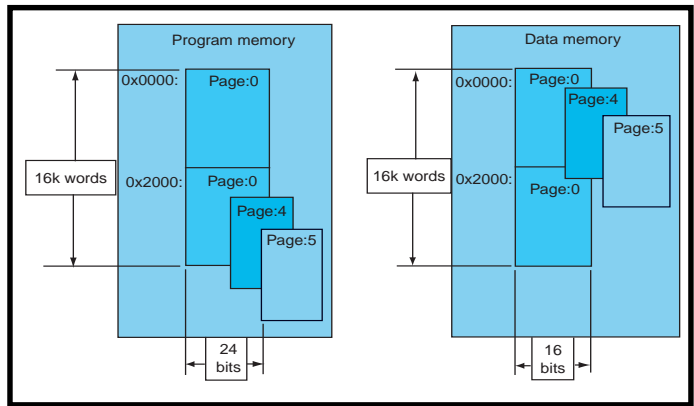 Program memory
0x0000:
Page:0
16k words
0x2000:
Page:0
Page:4
Page:5
24
bits
Data memory
0x0000:
Page:0
Page:4
Page:5
16k words
0x2000:
Page:0
16
bits